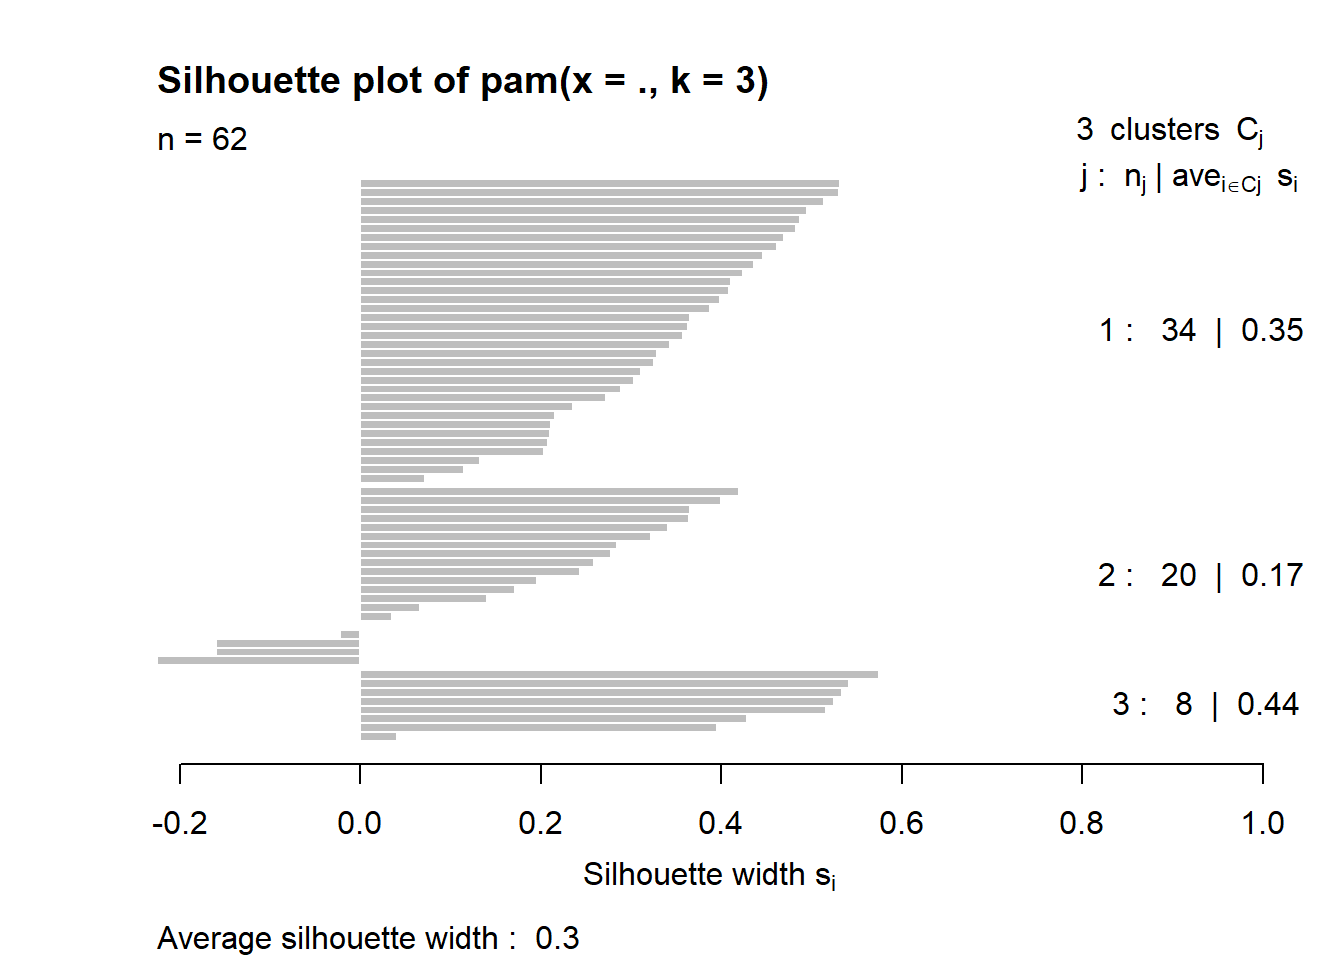 Silhouette plot of pam(x = ., k = 3)
n = 62
3 clusters Cj
j : nj | avei∈Cj si
1 : 34 | 0.35
2 : 20 | 0.17
3 : 8 | 0.44
-0.2 0.0 0.2 0.4 0.6 0.8 1.0
Silhouette width si
Average silhouette width : 0.3